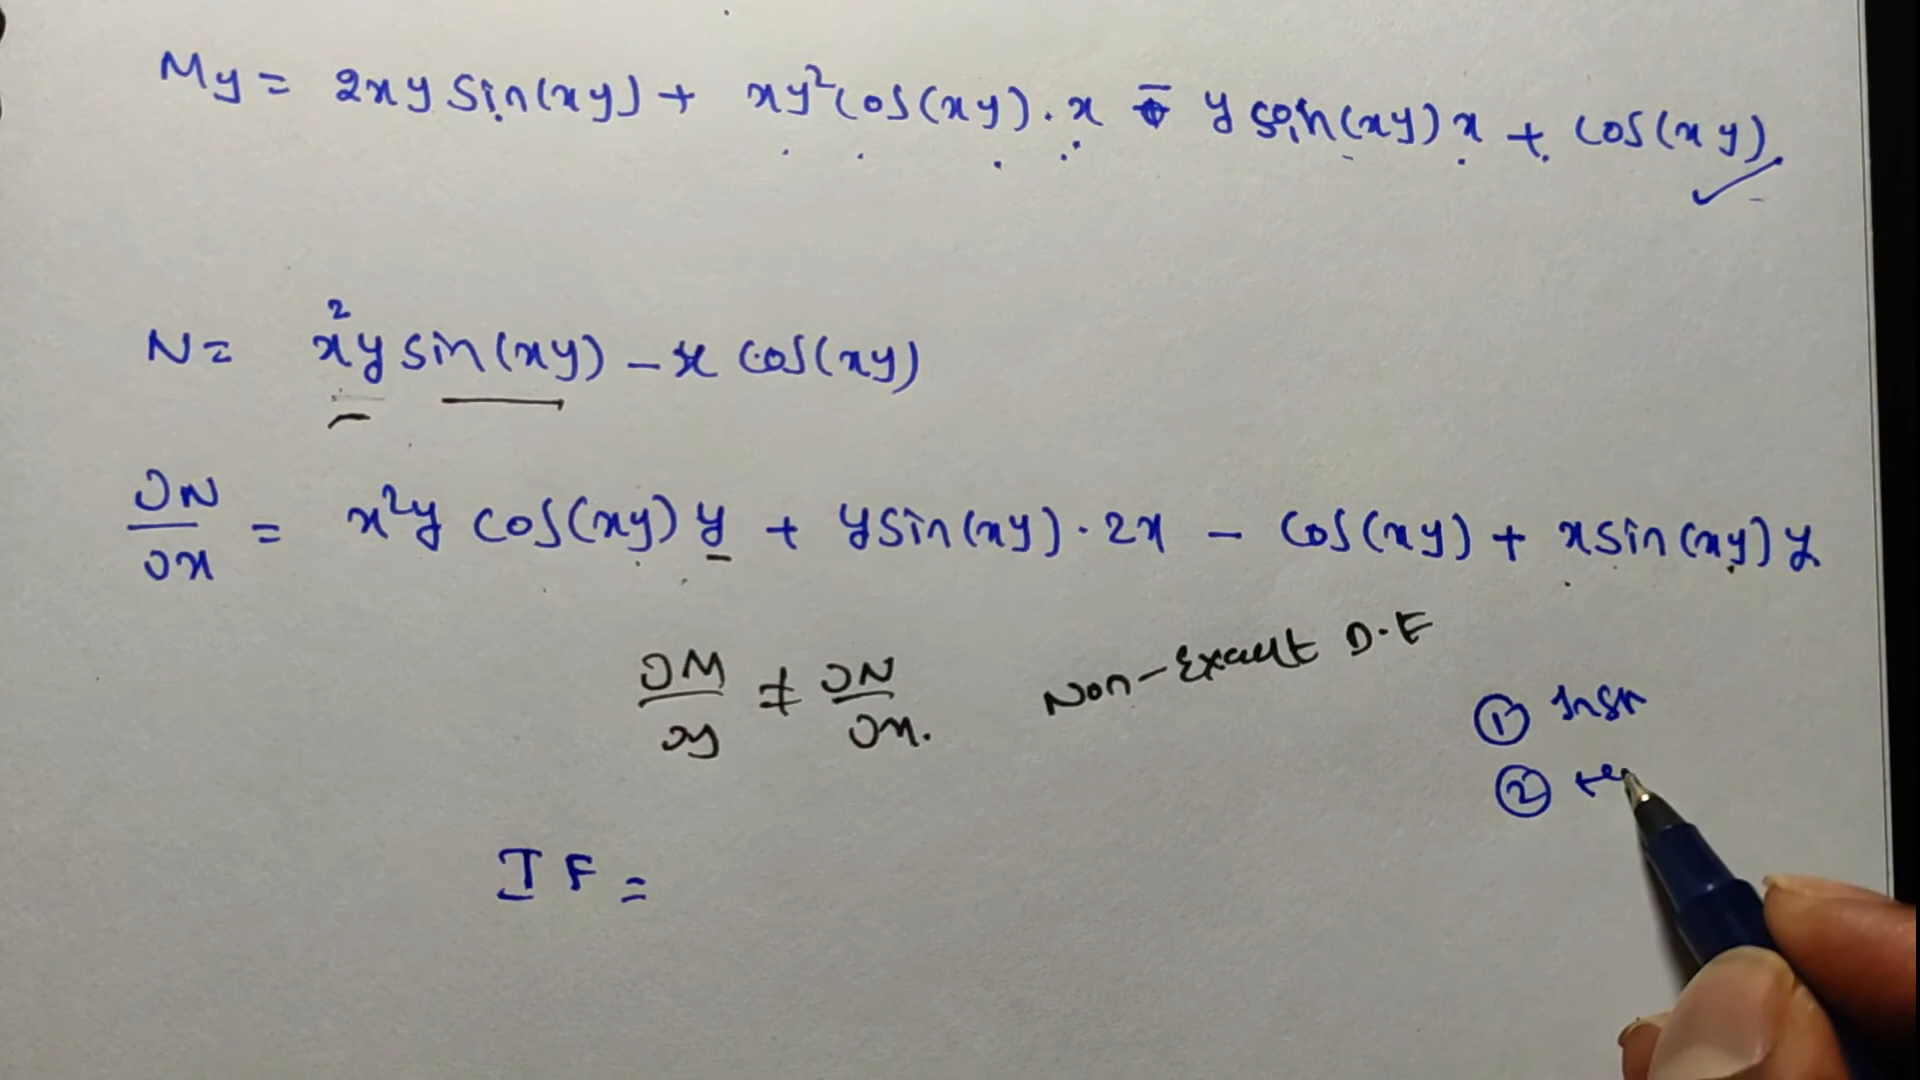 My = 2xy sin(xy) + xy²cos(xy).x - y sin(xy) x + cos(xy)
N = x²y sin(xy) - x cos(xy)
∂N/∂x = x²y cos(xy) y + y sin(xy)·2x - cos(xy) + x sin(xy) y
∂M/∂y ≠ ∂N/∂x. Non-Exact D.E
①
②
IF =